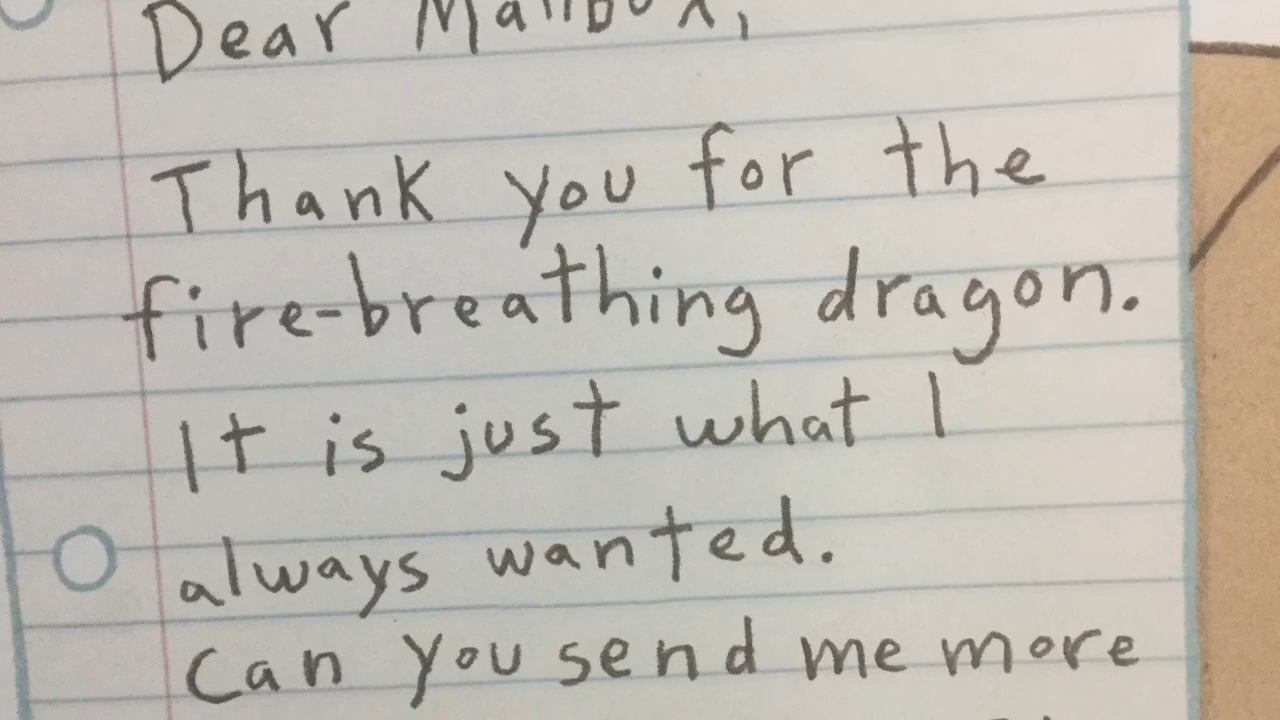 Dear Mailbox,
Thank you for the
fire-breathing dragon.
It is just what I
always wanted.
Can you send me more